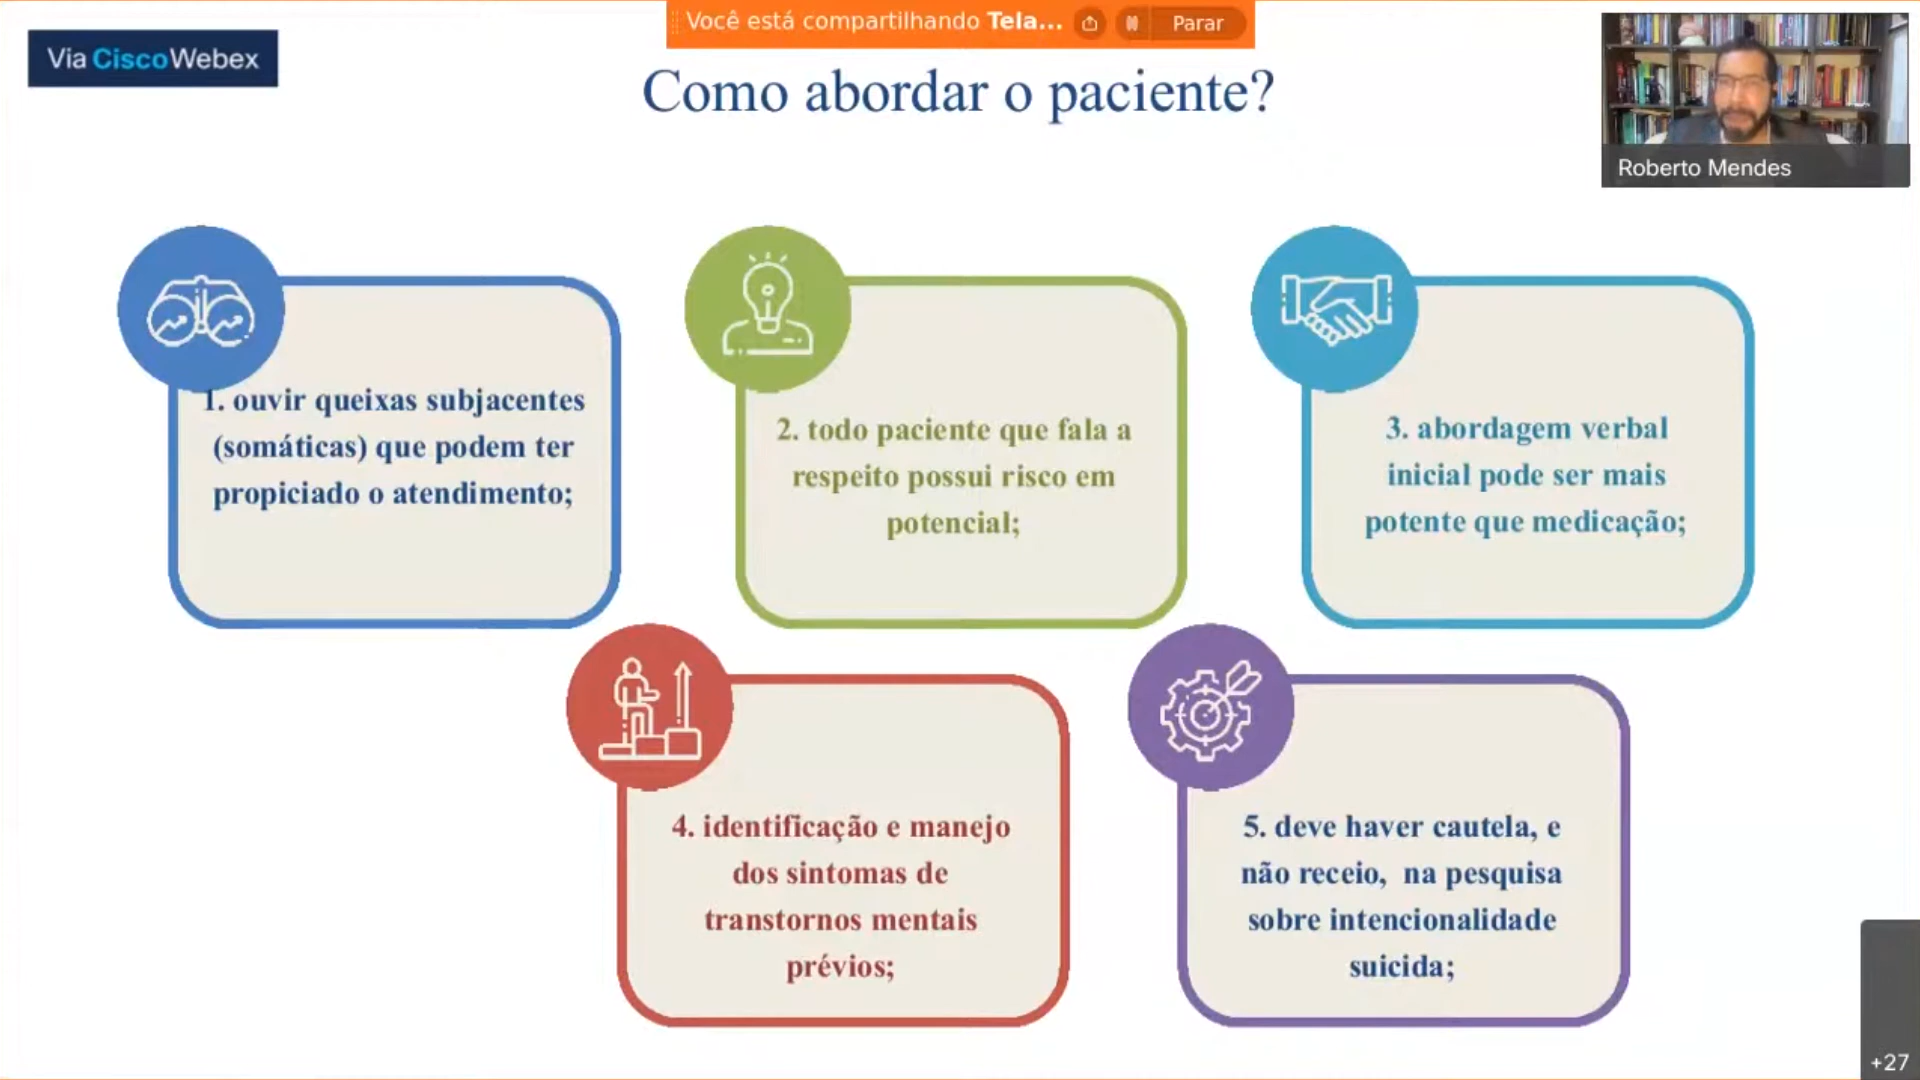 Você está compartilhando Tela...
Parar
Via CiscoWebex
Como abordar o paciente?
Roberto Mendes
1. ouvir queixas subjacentes
(somáticas) que podem ter
propiciado o atendimento;
2. todo paciente que fala a
respeito possui risco em
potencial;
3. abordagem verbal
inicial pode ser mais
potente que medicação;
4. identificação e manejo
dos sintomas de
transtornos mentais
prévios;
5. deve haver cautela, e
não receio, na pesquisa
sobre intencionalidade
suicida;
+27